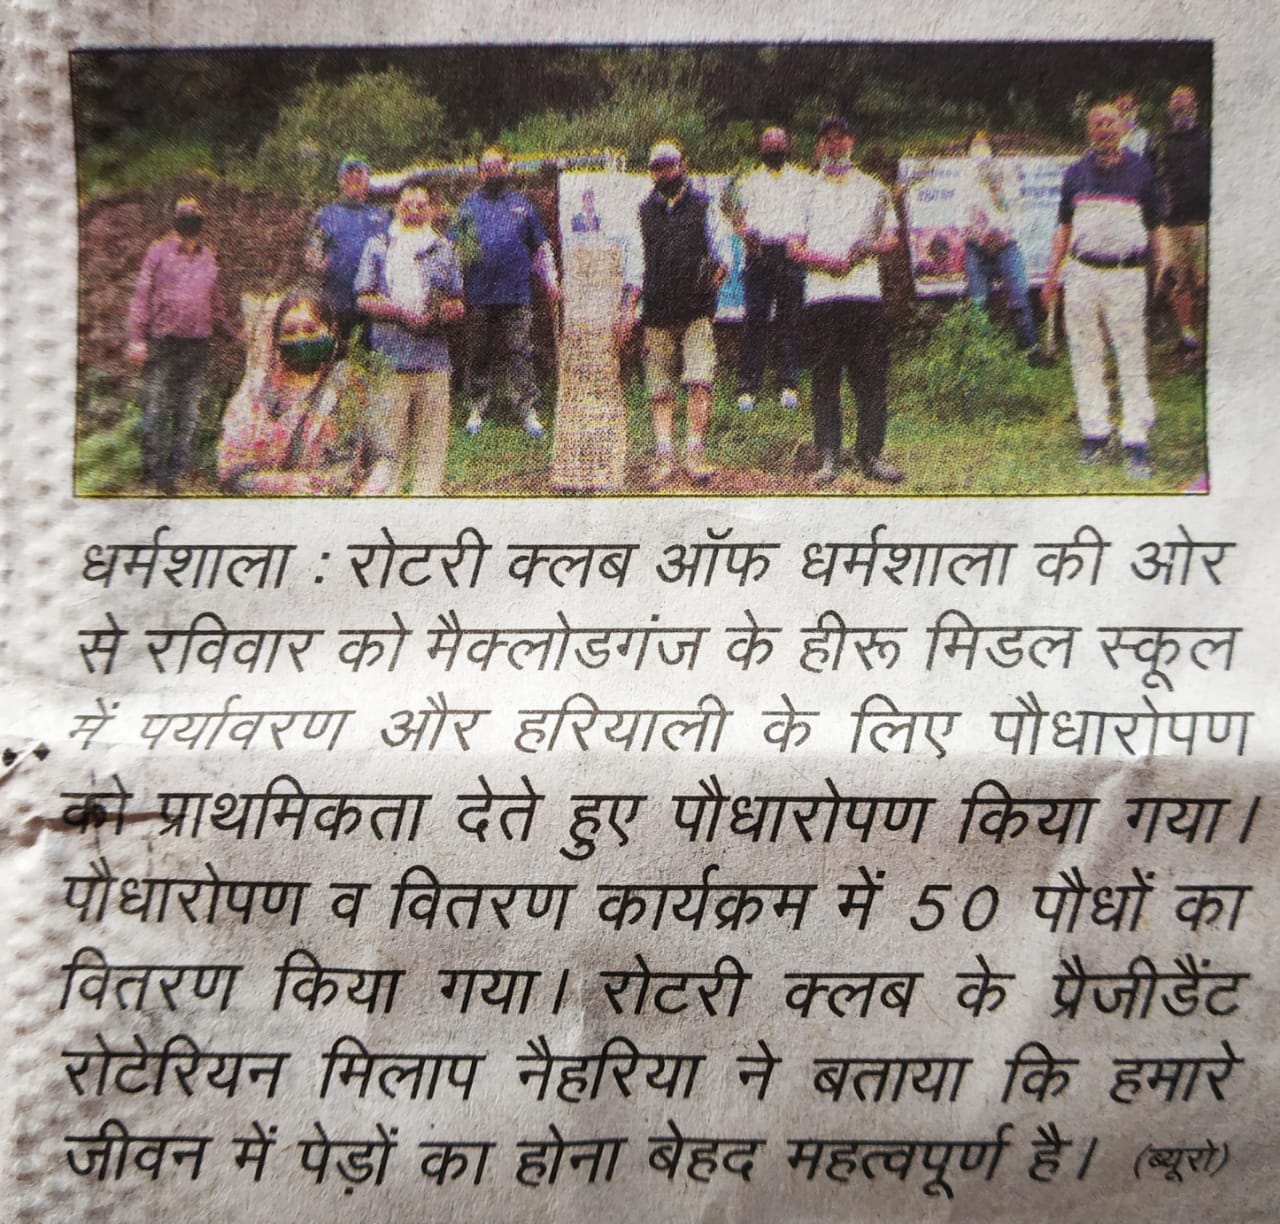 धर्मशाला : रोटरी क्लब ऑफ धर्मशाला की ओर
से रविवार को मैक्लोडगंज के हीरू मिडल स्कूल
में पर्यावरण और हरियाली के लिए पौधारोपण
को प्राथमिकता देते हुए पौधारोपण किया गया।
पौधारोपण व वितरण कार्यक्रम में 50 पौधों का
वितरण किया गया। रोटरी क्लब के प्रैजीडैंट
रोटेरियन मिलाप नैहरिया ने बताया कि हमारे
जीवन में पेड़ों का होना बेहद महत्वपूर्ण है। (ब्यूरो)